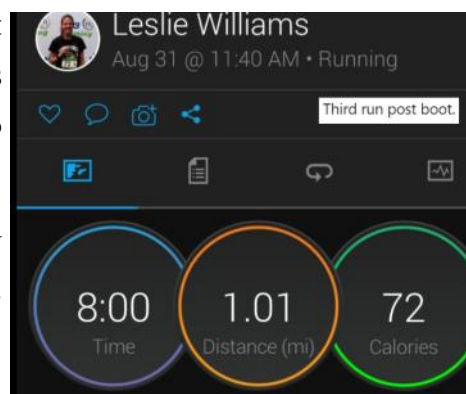 Leslie Williams
Aug 31 @ 11:40 AM • Running
Third run post boot.
8:00
1.01
72
Time
Distance (mi)
Calories